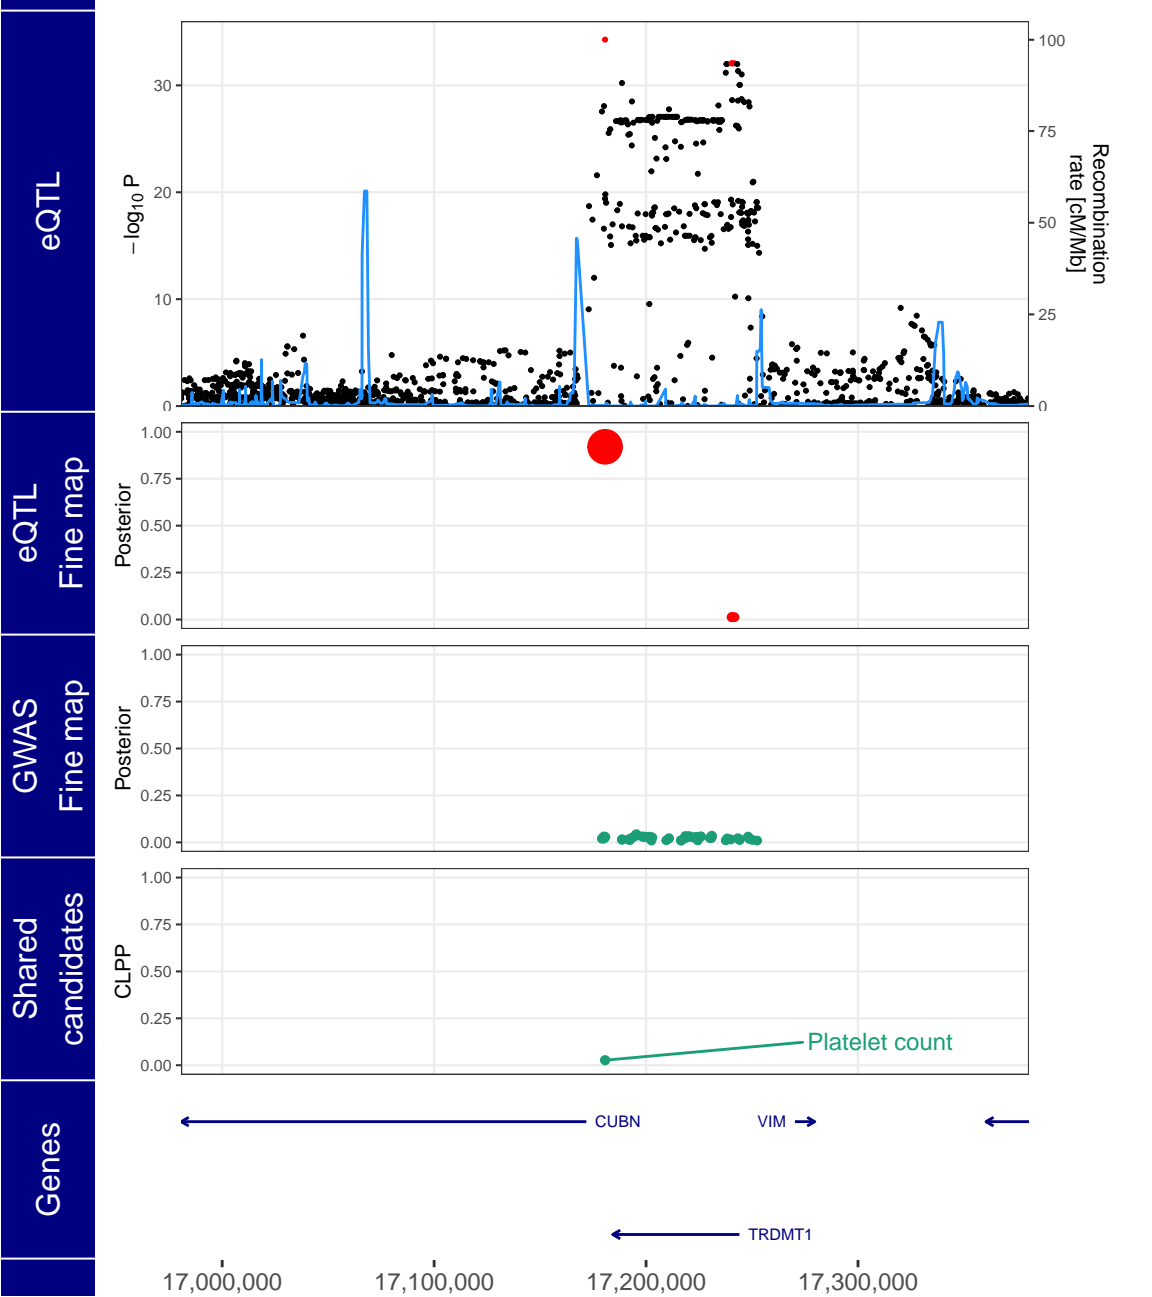 eQTL
−log10 P
30
20
10
0
100
75
50
25
0
Recombination
rate [cM/Mb]
eQTL
Fine map
Posterior
1.00
0.75
0.50
0.25
0.00
GWAS
Fine map
Posterior
1.00
0.75
0.50
0.25
0.00
Shared
candidates
CLPP
1.00
0.75
0.50
0.25
0.00
Platelet count
Genes
CUBN
VIM
TRDMT1
17,000,000
17,100,000
17,200,000
17,300,000